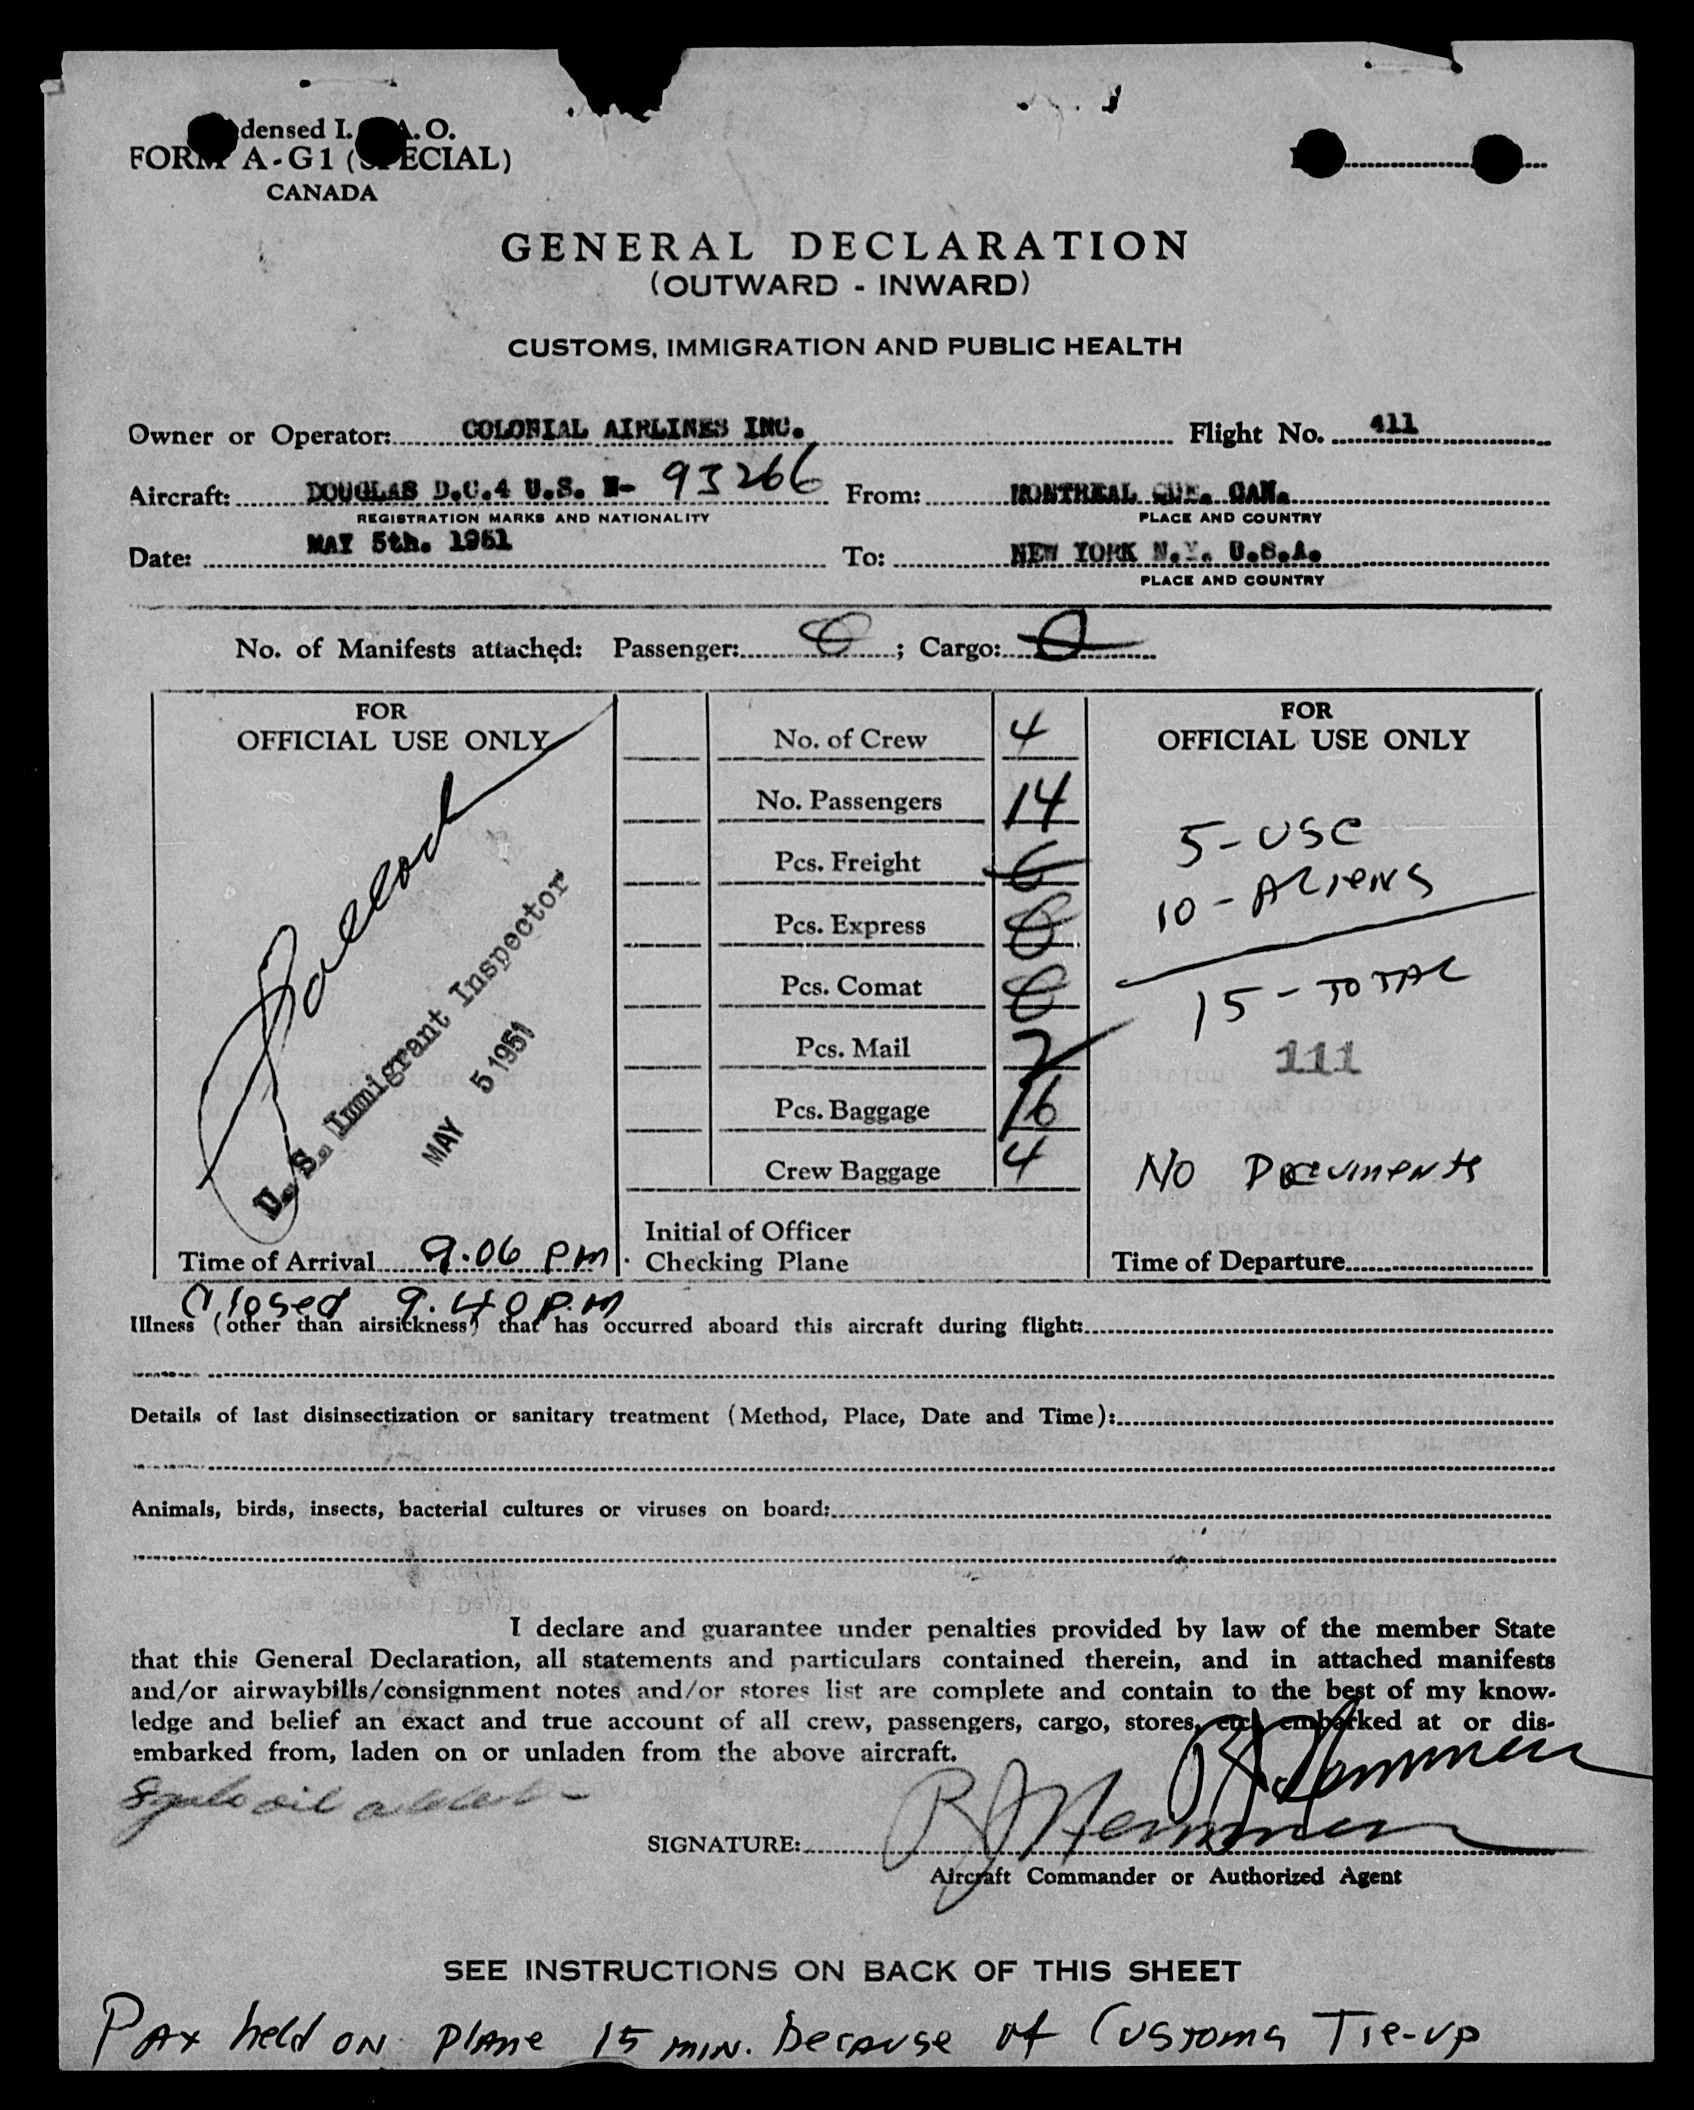 densed I. A.O.
FORM A-G1 (SPECIAL)
CANADA
GENERAL DECLARATION
(OUTWARD - INWARD)
CUSTOMS, IMMIGRATION AND PUBLIC HEALTH
Owner or Operator: COLONIAL AIRLINES INC. Flight No. 411
Aircraft: DOUGLAS D.C.4 U.S. N- 93266 From: MONTREAL QUE. CAN.
REGISTRATION MARKS AND NATIONALITY PLACE AND COUNTRY
Date: MAY 5th. 1951 To: NEW YORK N.Y. U.S.A.
PLACE AND COUNTRY
No. of Manifests attached: Passenger: 0 ; Cargo: 0
FOR
OFFICIAL USE ONLY
U.S. Immigrant Inspector
MAY 5 1951
Time of Arrival 9.06 PM
Closed 9.40 P.M
No. of Crew 4
No. Passengers 14
Pcs. Freight 0
Pcs. Express 0
Pcs. Comat 0
Pcs. Mail 2
Pcs. Baggage 16
Crew Baggage 4
Initial of Officer
Checking Plane
FOR
OFFICIAL USE ONLY
5 - USC
10 - ALIENS
15 - TOTAL
111
No Documents
Time of Departure
Illness (other than airsickness) that has occurred aboard this aircraft during flight:
Details of last disinsectization or sanitary treatment (Method, Place, Date and Time):
Animals, birds, insects, bacterial cultures or viruses on board:
I declare and guarantee under penalties provided by law of the member State
that this General Declaration, all statements and particulars contained therein, and in attached manifests
and/or airwaybills/consignment notes and/or stores list are complete and contain to the best of my know-
ledge and belief an exact and true account of all crew, passengers, cargo, stores, etc. embarked at or dis-
embarked from, laden on or unladen from the above aircraft.
oil added -
SIGNATURE:
Aircraft Commander or Authorized Agent
SEE INSTRUCTIONS ON BACK OF THIS SHEET
PAX held ON Plane 15 MIN. because of Customs Tie-up